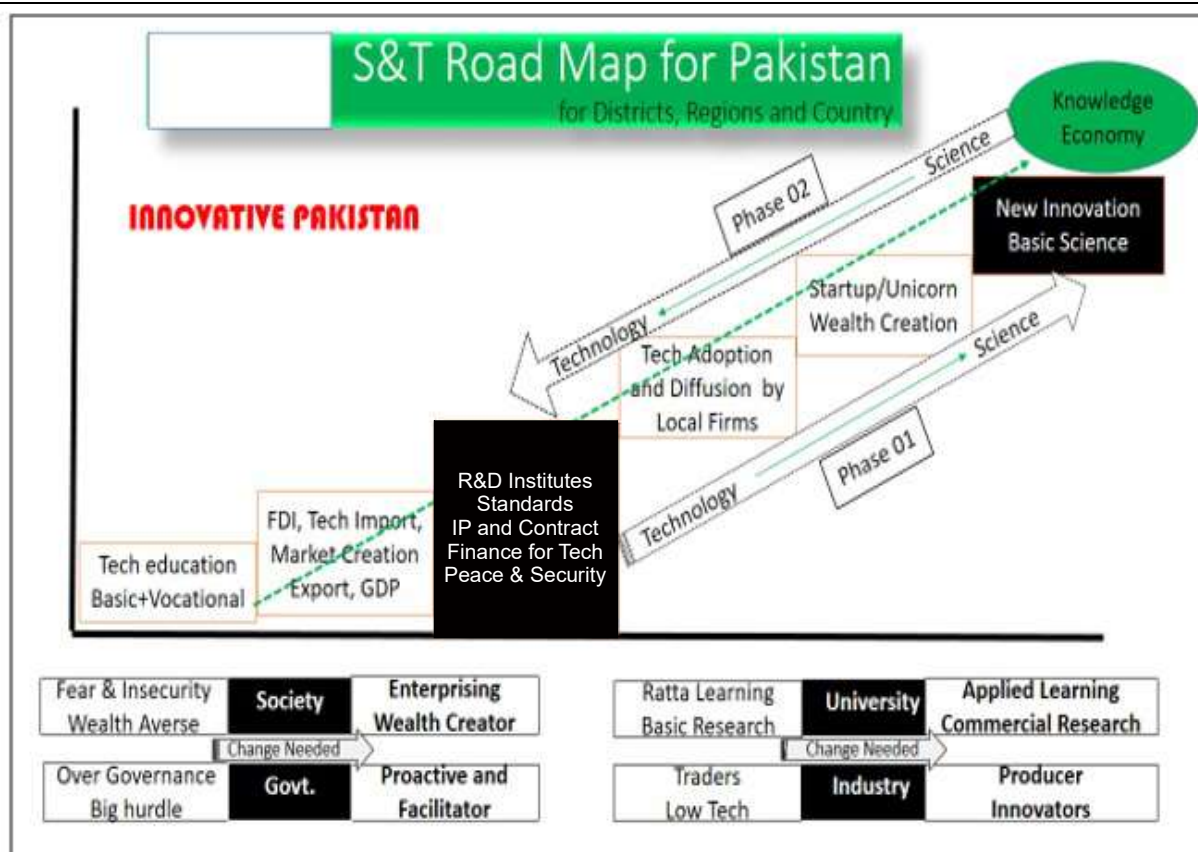 S&T Road Map for Pakistan
for Districts, Regions and Country
INNOVATIVE PAKISTAN
Knowledge
Economy
New Innovation
Basic Science
Science
Phase 02
Technology
Startup/Unicorn
Wealth Creation
Tech Adoption
and Diffusion by
Local Firms
Science
Phase 01
Technology
R&D Institutes
Standards
IP and Contract
Finance for Tech
Peace & Security
FDI, Tech Import,
Market Creation
Export, GDP
Tech education
Basic+Vocational
Fear & Insecurity
Wealth Averse
Society
Enterprising
Wealth Creator
Change Needed
Over Governance
Big hurdle
Govt.
Proactive and
Facilitator
Ratta Learning
Basic Research
University
Applied Learning
Commercial Research
Change Needed
Traders
Low Tech
Industry
Producer
Innovators